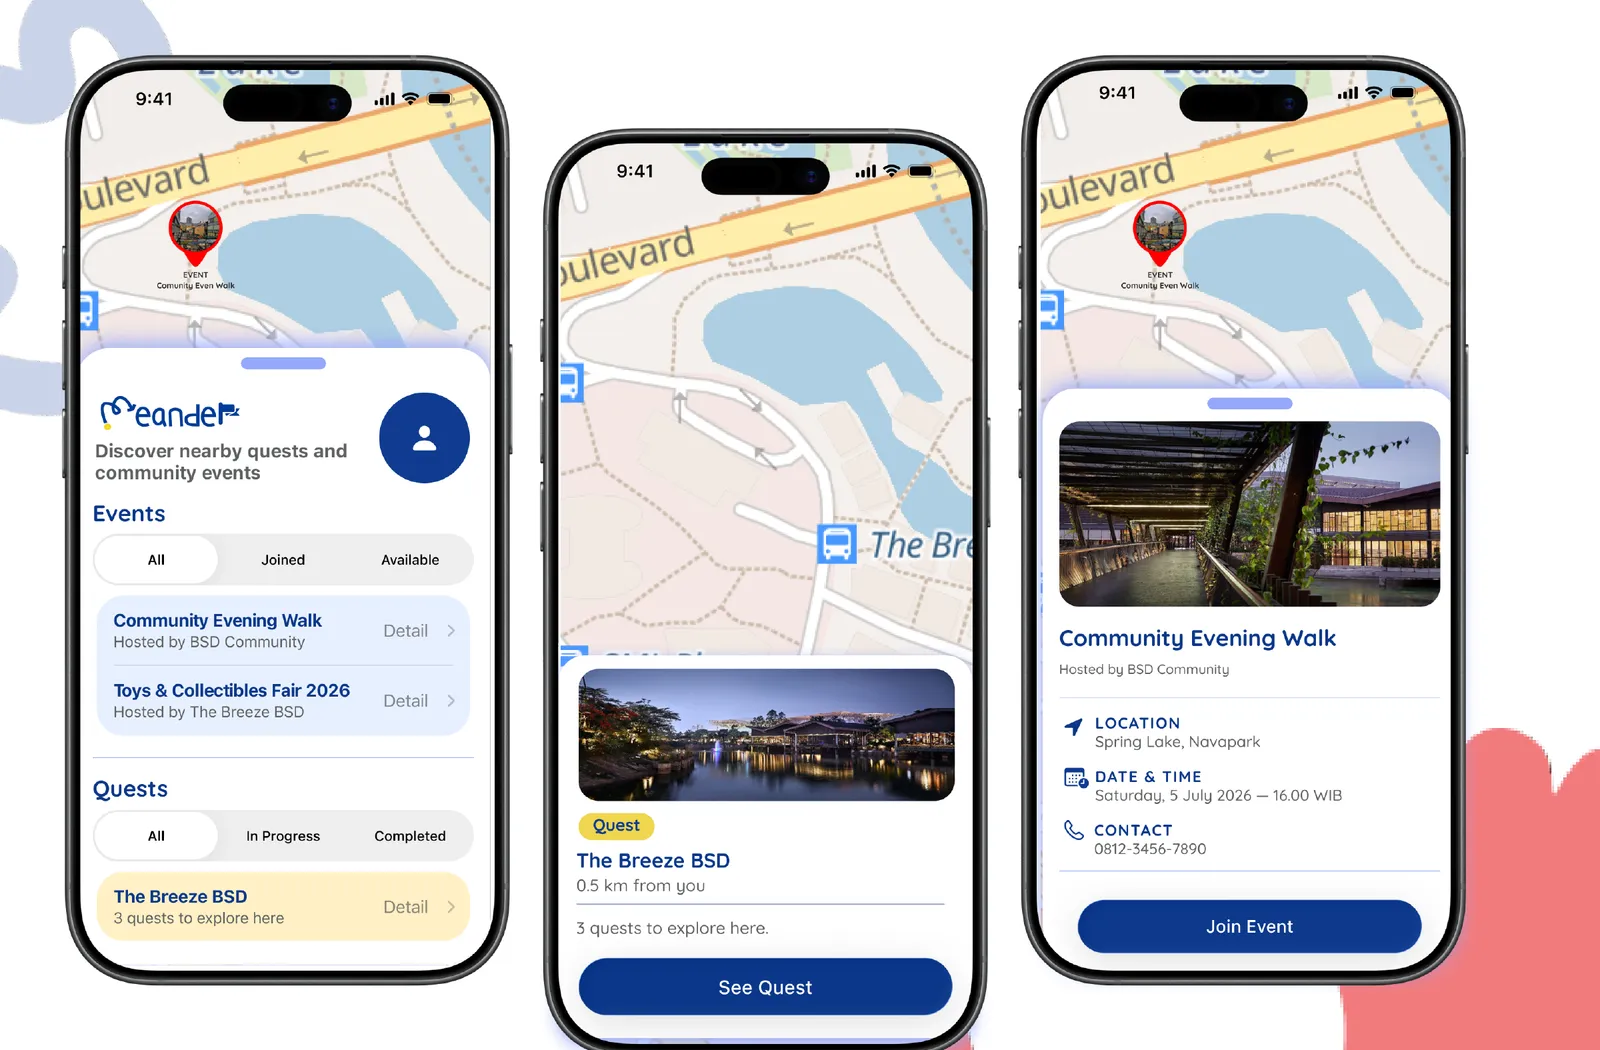 9:41
oulevard
EVENT
Comunity Even Walk
meander
Discover nearby quests and
community events
Events
All
Joined
Available
Community Evening Walk
Hosted by BSD Community
Detail
Toys & Collectibles Fair 2026
Hosted by The Breeze BSD
Detail
Quests
All
In Progress
Completed
The Breeze BSD
3 quests to explore here
Detail
9:41
oulevard
The Bre
Quest
The Breeze BSD
0.5 km from you
3 quests to explore here.
See Quest
9:41
oulevard
EVENT
Comunity Even Walk
Community Evening Walk
Hosted by BSD Community
LOCATION
Spring Lake, Navapark
DATE & TIME
Saturday, 5 July 2026 — 16.00 WIB
CONTACT
0812-3456-7890
Join Event